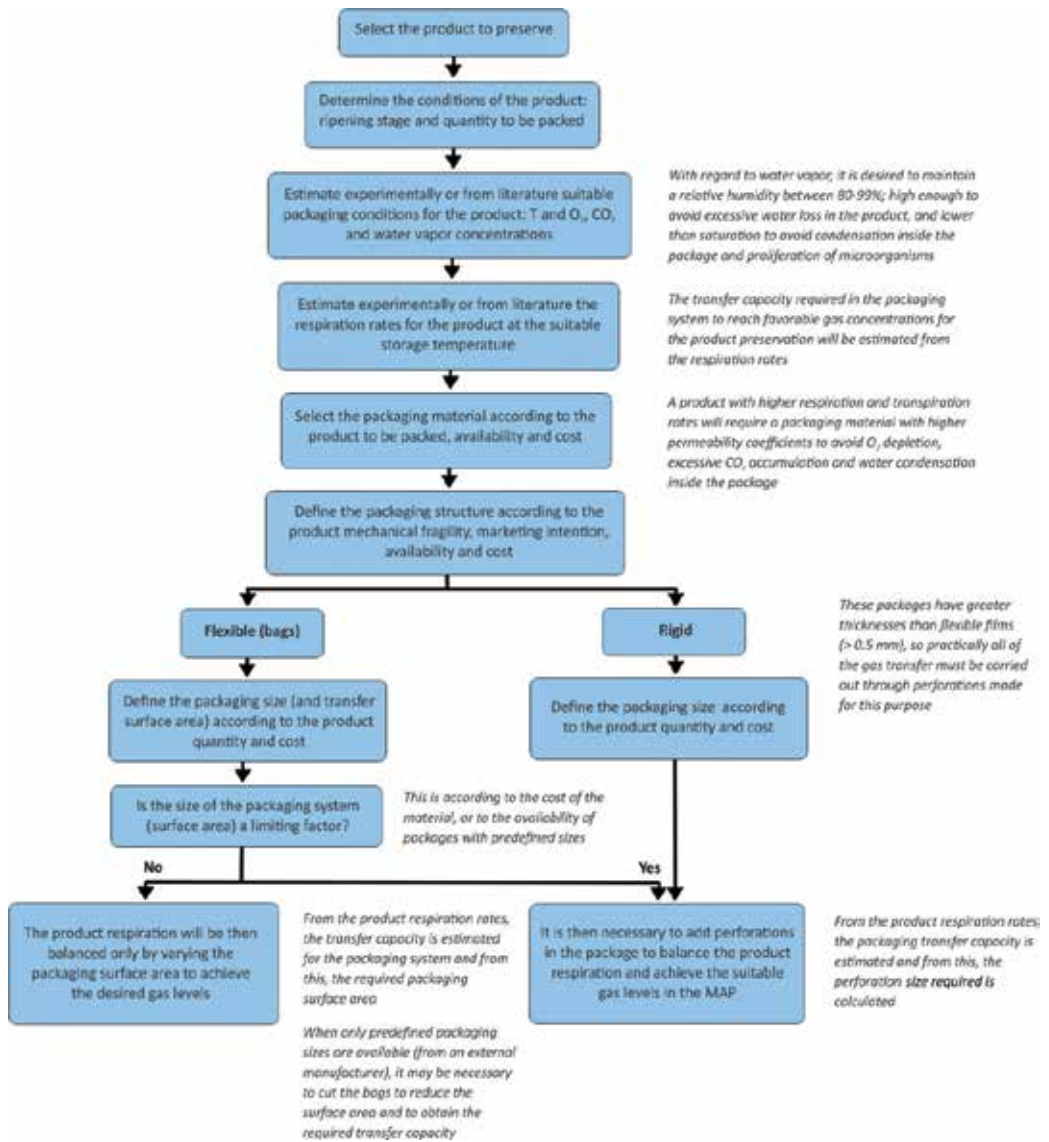 Select the product to preserve
Determine the conditions of the product:
ripening stage and quantity to be packed
Estimate experimentally or from literature suitable
packaging conditions for the product: T and O₂, CO₂
and water vapor concentrations
With regard to water vapor, it is desired to maintain
a relative humidity between 80-99%; high enough to
avoid excessive water loss in the product, and lower
than saturation to avoid condensation inside the
package and proliferation of microorganisms
Estimate experimentally or from literature the
respiration rates for the product at the suitable
storage temperature
The transfer capacity required in the packaging
system to reach favorable gas concentrations for
the product preservation will be estimated from
the respiration rates
Select the packaging material according to the
product to be packed, availability and cost
A product with higher respiration and transpiration
rates will require a packaging material with higher
permeability coefficients to avoid O₂ depletion,
excessive CO₂ accumulation and water condensation
inside the package
Define the packaging structure according to the
product mechanical fragility, marketing intention,
availability and cost
Flexible (bags)
Rigid
These packages have greater
thicknesses than flexible films
(> 0.5 mm), so practically all of
the gas transfer must be carried
out through perforations made
for this purpose
Define the packaging size (and transfer
surface area) according to the product
quantity and cost
Define the packaging size according
to the product quantity and cost
Is the size of the packaging system
(surface area) a limiting factor?
This is according to the cost of the
material, or to the availability of
packages with predefined sizes
No
Yes
The product respiration will be then
balanced only by varying the
packaging surface area to achieve
the desired gas levels
From the product respiration rates,
the transfer capacity is estimated
for the packaging system and from
this, the required packaging
surface area
When only predefined packaging
sizes are available (from an external
manufacturer), it may be necessary
to cut the bags to reduce the
surface area and to obtain the
required transfer capacity
It is then necessary to add perforations
in the package to balance the product
respiration and achieve the suitable
gas levels in the MAP
From the product respiration rates,
the packaging transfer capacity is
estimated and from this, the
perforation size required is
calculated